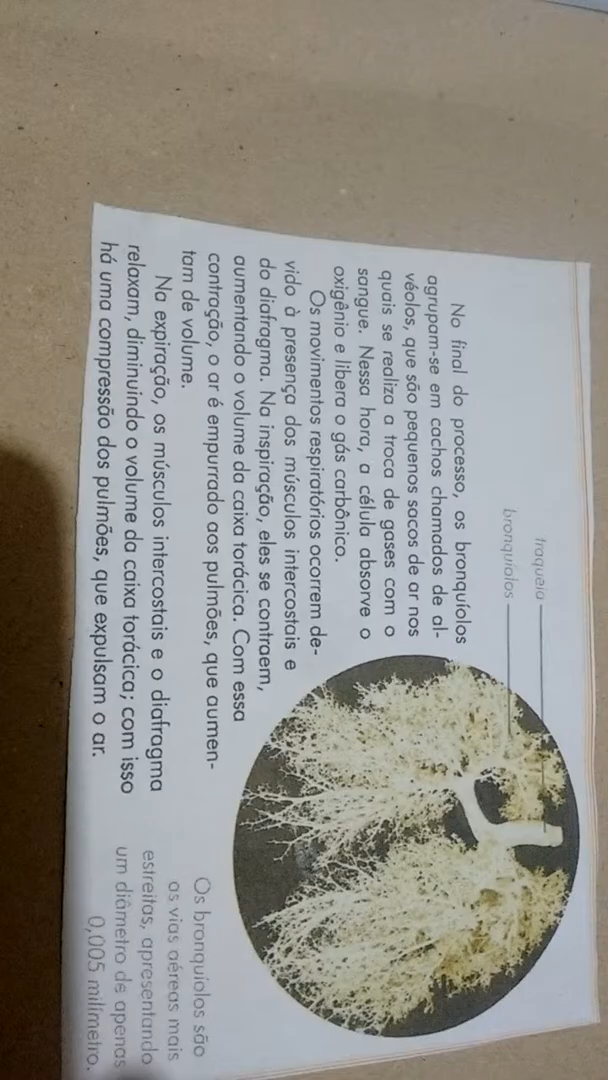 traqueia
bronquíolos
No final do processo, os bronquíolos
agrupam-se em cachos chamados de al-
véolos, que são pequenos sacos de ar nos
quais se realiza a troca de gases com o
sangue. Nessa hora, a célula absorve o
oxigênio e libera o gás carbônico.
Os movimentos respiratórios ocorrem de-
vido à presença dos músculos intercostais e
do diafragma. Na inspiração, eles se contraem,
aumentando o volume da caixa torácica. Com essa
contração, o ar é empurrado aos pulmões, que aumen-
tam de volume.
Na expiração, os músculos intercostais e o diafragma
relaxam, diminuindo o volume da caixa torácica; com isso
há uma compressão dos pulmões, que expulsam o ar.
Os bronquíolos são
as vias aéreas mais
estreitas, apresentando
um diâmetro de apenas
0,005 milímetro.